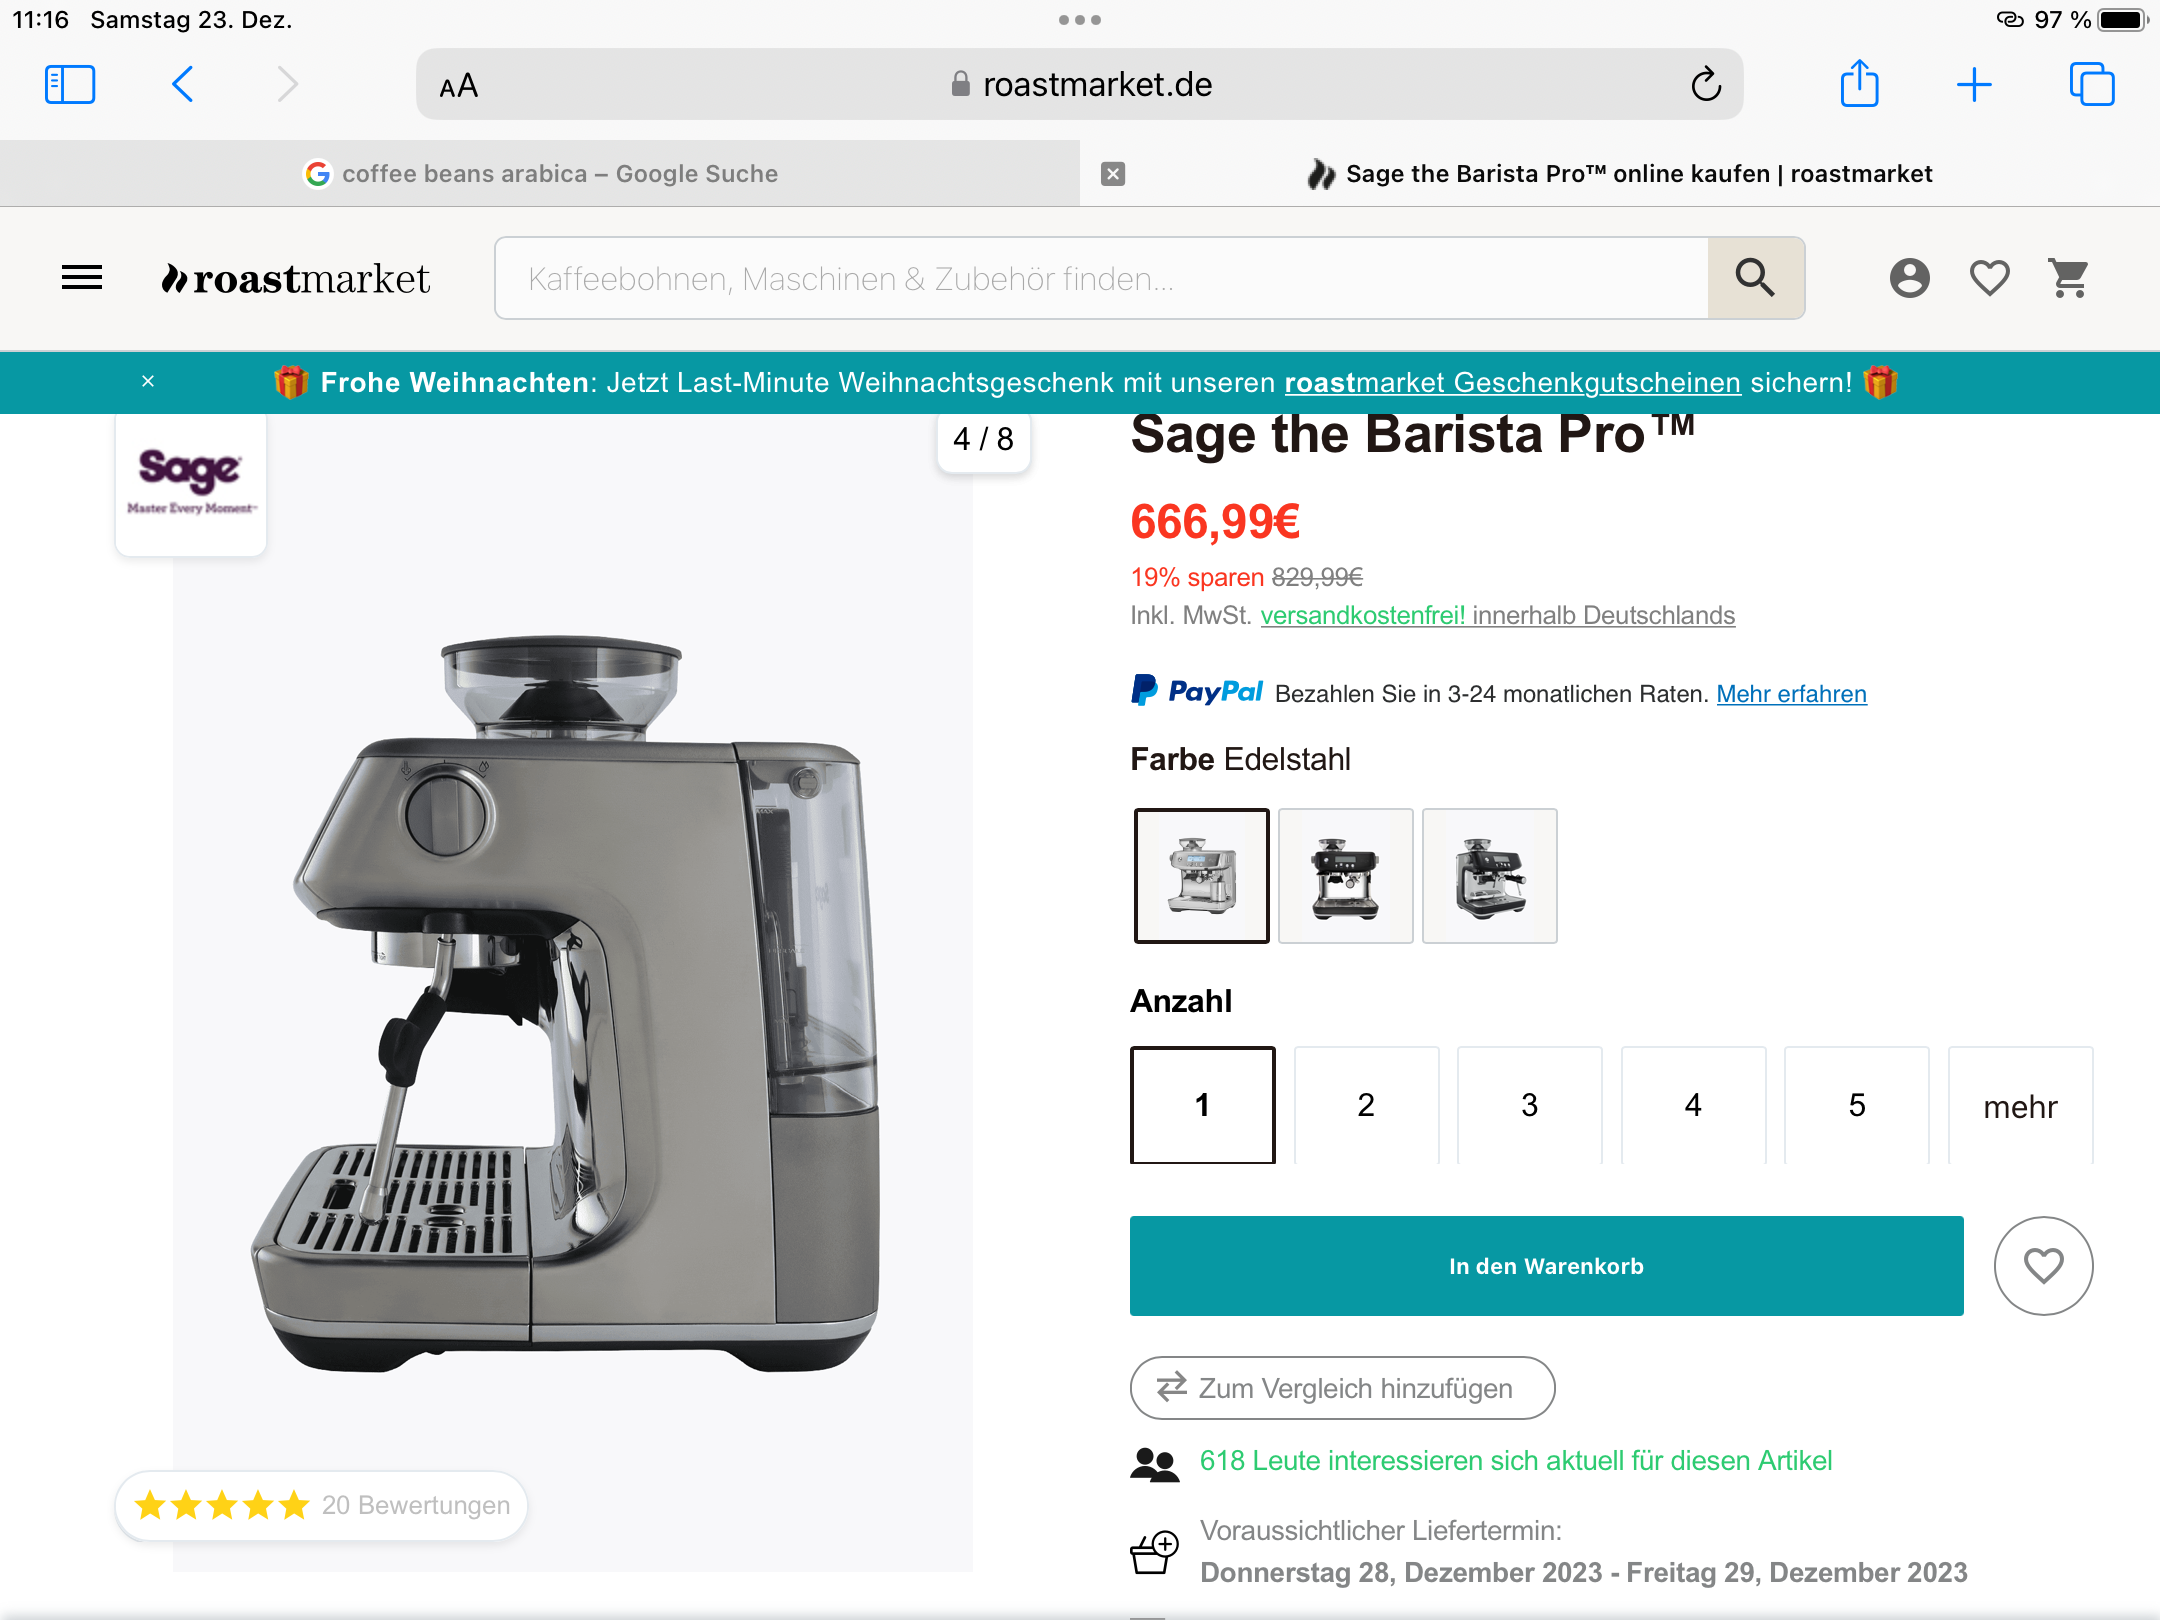 11:16 Samstag 23. Dez.
97 %
AA
roastmarket.de
coffee beans arabica – Google Suche
Sage the Barista Pro™ online kaufen | roastmarket
roastmarket
Kaffeebohnen, Maschinen & Zubehör finden...
Frohe Weihnachten: Jetzt Last-Minute Weihnachtsgeschenk mit unseren roastmarket Geschenkgutscheinen sichern!
Sage
Master Every Moment™
4 / 8
20 Bewertungen
Sage the Barista Pro™
666,99€
19% sparen 829,99€
Inkl. MwSt. versandkostenfrei! innerhalb Deutschlands
PayPal Bezahlen Sie in 3-24 monatlichen Raten. Mehr erfahren
Farbe Edelstahl
Anzahl
1 2 3 4 5 mehr
In den Warenkorb
Zum Vergleich hinzufügen
618 Leute interessieren sich aktuell für diesen Artikel
Voraussichtlicher Liefertermin:
Donnerstag 28, Dezember 2023 - Freitag 29, Dezember 2023